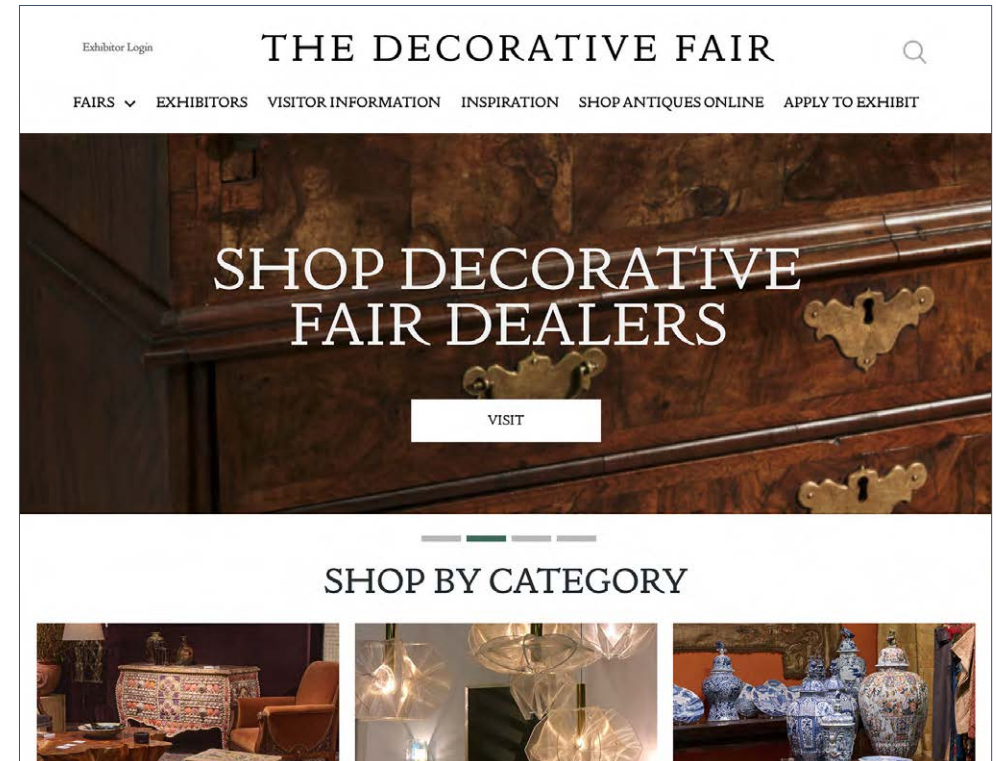 Exhibitor Login
THE DECORATIVE FAIR
FAIRS EXHIBITORS VISITOR INFORMATION INSPIRATION SHOP ANTIQUES ONLINE APPLY TO EXHIBIT
SHOP DECORATIVE
FAIR DEALERS
VISIT
SHOP BY CATEGORY